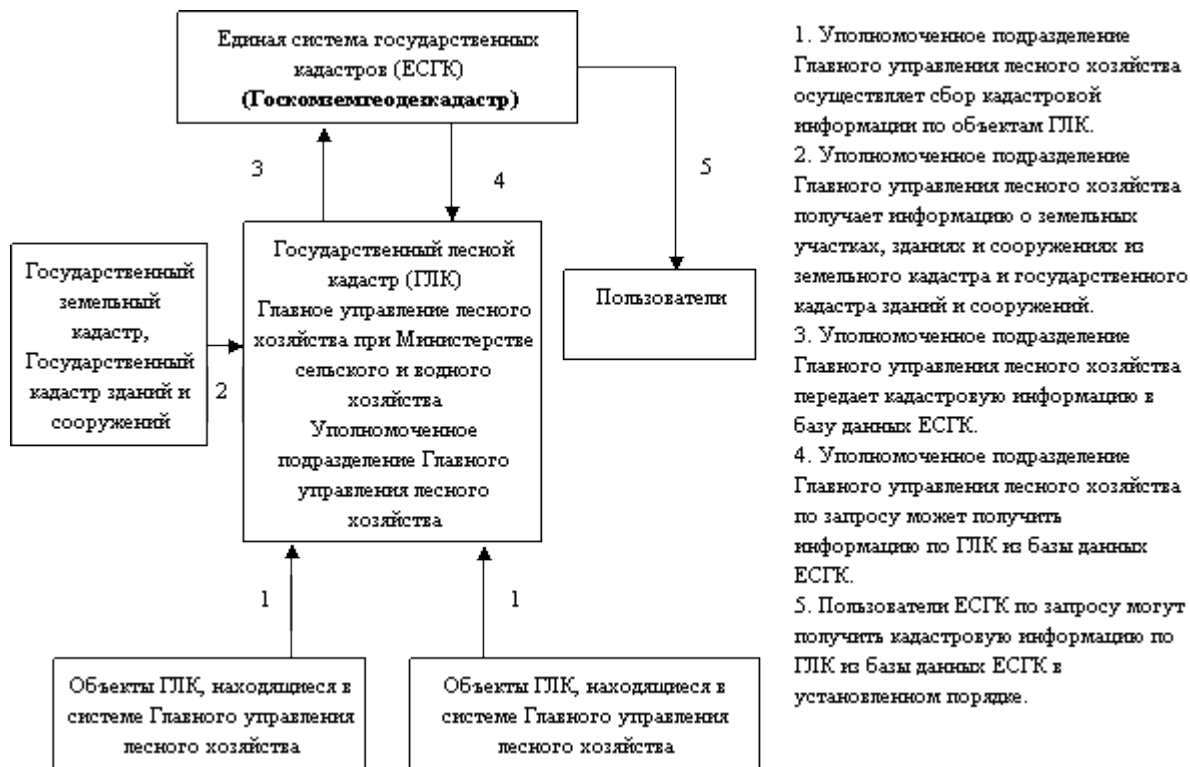 Единая система государственных
кадастров (ЕСГК)
(Госкомземгеодезкадастр)
3
4
5
Государственный лесной
кадастр (ГЛК)
Главное управление лесного
хозяйства при Министерстве
сельского и водного
хозяйства
Уполномоченное
подразделение Главного
управления лесного
хозяйства
Государственный
земельный
кадастр,
Государственный
кадастр зданий и
сооружений
2
Пользователи
1
1
Объекты ГЛК, находящиеся в
системе Главного управления
лесного хозяйства
Объекты ГЛК, находящиеся в
системе Главного управления
лесного хозяйства
1. Уполномоченное подразделение
Главного управления лесного хозяйства
осуществляет сбор кадастровой
информации по объектам ГЛК.
2. Уполномоченное подразделение
Главного управления лесного хозяйства
получает информацию о земельных
участках, зданиях и сооружениях из
земельного кадастра и государственного
кадастра зданий и сооружений.
3. Уполномоченное подразделение
Главного управления лесного хозяйства
передает кадастровую информацию в
базу данных ЕСГК.
4. Уполномоченное подразделение
Главного управления лесного хозяйства
по запросу может получить
информацию по ГЛК из базы данных
ЕСГК.
5. Пользователи ЕСГК по запросу могут
получить кадастровую информацию по
ГЛК из базы данных ЕСГК в
установленном порядке.